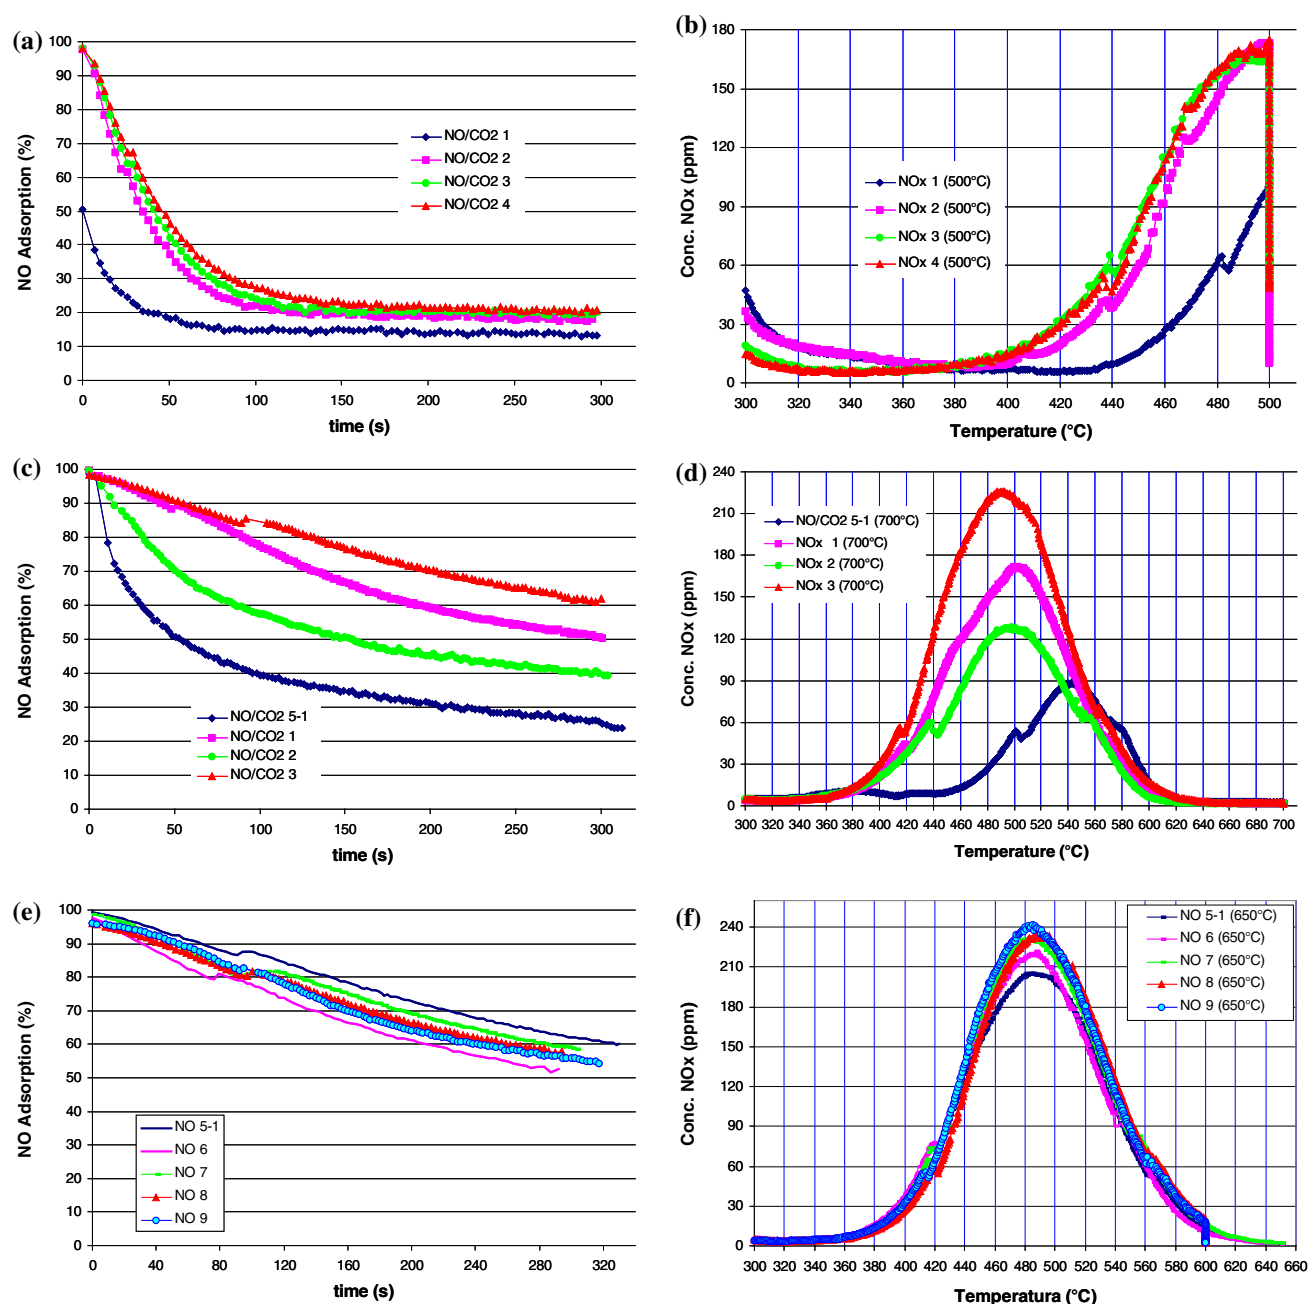 (a)
NO Adsorption (%)
100
90
80
70
60
50
40
30
20
10
0
NO/CO2 1
NO/CO2 2
NO/CO2 3
NO/CO2 4
0 50 100 150 200 250 300
time (s)
(b)
Conc. NOx (ppm)
180
150
120
90
60
30
0
NOx 1 (500°C)
NOx 2 (500°C)
NOx 3 (500°C)
NOx 4 (500°C)
300 320 340 360 380 400 420 440 460 480 500
Temperature (°C)
(c)
NO Adsorption (%)
100
90
80
70
60
50
40
30
20
10
0
NO/CO2 5-1
NO/CO2 1
NO/CO2 2
NO/CO2 3
0 50 100 150 200 250 300
time (s)
(d)
Conc. NOx (ppm)
240
210
180
150
120
90
60
30
0
NO/CO2 5-1 (700°C)
NOx 1 (700°C)
NOx 2 (700°C)
NOx 3 (700°C)
300 320 340 360 380 400 420 440 460 480 500 520 540 560 580 600 620 640 660 680 700
Temperature (°C)
(e)
NO Adsorption (%)
100
90
80
70
60
50
40
30
20
10
0
NO 5-1
NO 6
NO 7
NO 8
NO 9
0 40 80 120 160 200 240 280 320
time (s)
(f)
Conc. NOx (ppm)
240
210
180
150
120
90
60
30
0
NO 5-1 (650°C)
NO 6 (650°C)
NO 7 (650°C)
NO 8 (650°C)
NO 9 (650°C)
300 320 340 360 380 400 420 440 460 480 500 520 540 560 580 600 620 640 660
Temperatura (°C)